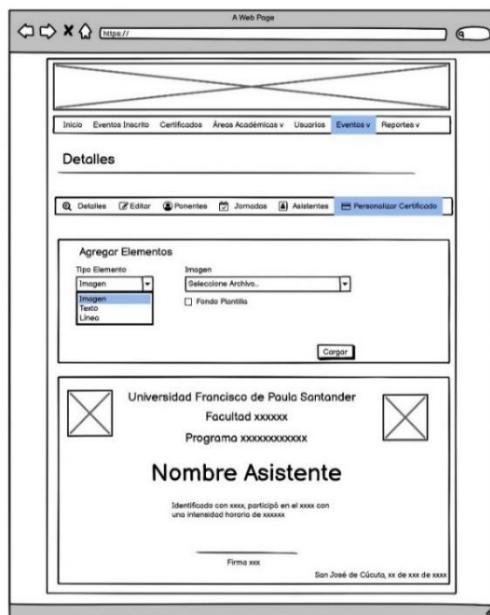 A Web Page
https://
Inicio Eventos Inscrito Certificados Áreas Académicas v Usuarios Eventos v Reportes v
Detalles
Detalles Editar Ponentes Jornadas Asistentes Personalizar Certificado
Agregar Elementos
Tipo Elemento Imagen
Imagen Seleccione Archivo..
Imagen Fondo Plantilla
Texto
Línea
Cargar
Universidad Francisco de Paula Santander
Facultad xxxxxx
Programa xxxxxxxxxxxx
Nombre Asistente
Identificado con xxxx, participó en el xxxx con
una intensidad horaria de xxxxxx
Firma xxx
San José de Cúcuta, xx de xxx de xxxx